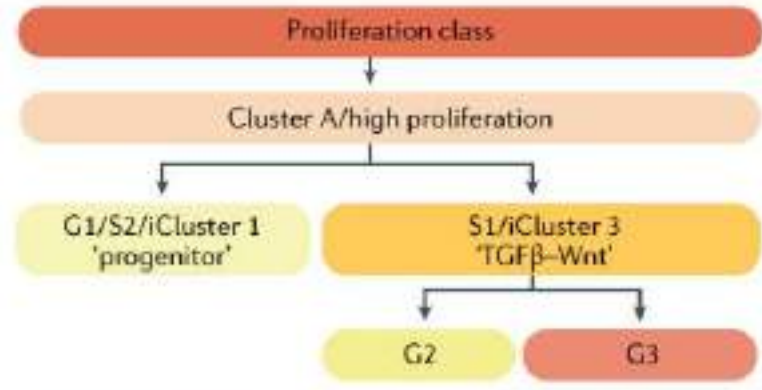 Proliferation class
Cluster A/high proliferation
G1/S2/iCluster 1
'progenitor'
S1/iCluster 3
'TGFβ–Wnt'
G2
G3